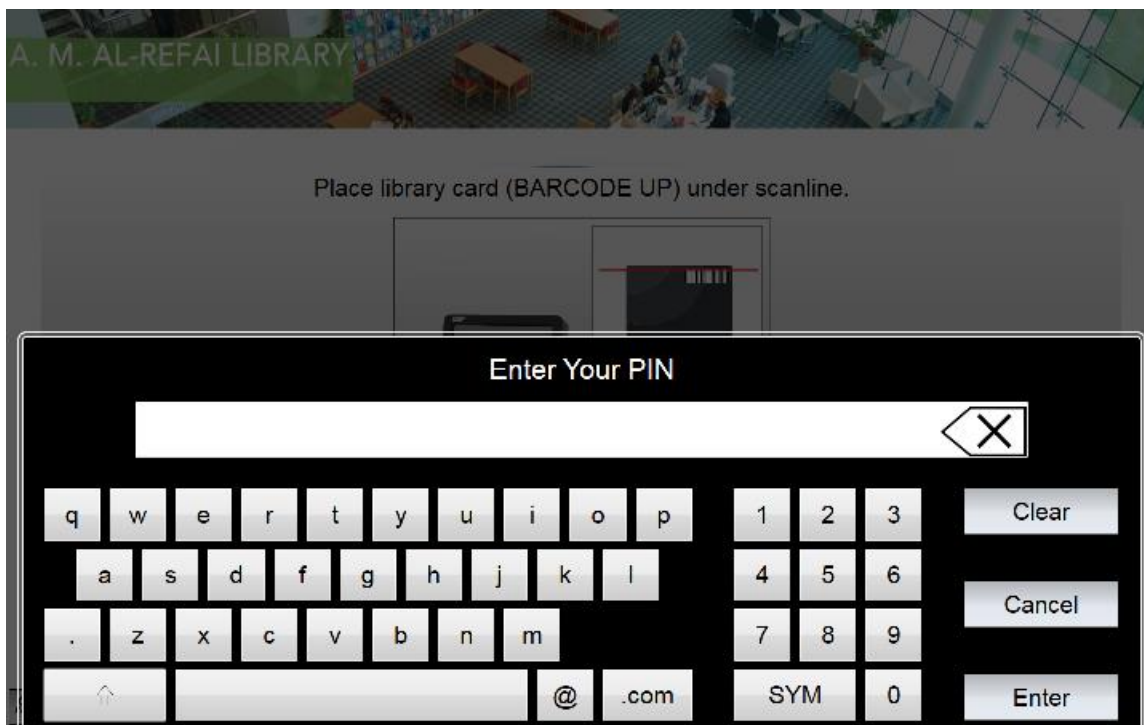 A. M. AL-REFAI LIBRARY
Place library card (BARCODE UP) under scanline.
Enter Your PIN
q w e r t y u i o p 1 2 3 Clear
a s d f g h j k l 4 5 6
Cancel
. z x c v b n m 7 8 9
@ .com SYM 0 Enter